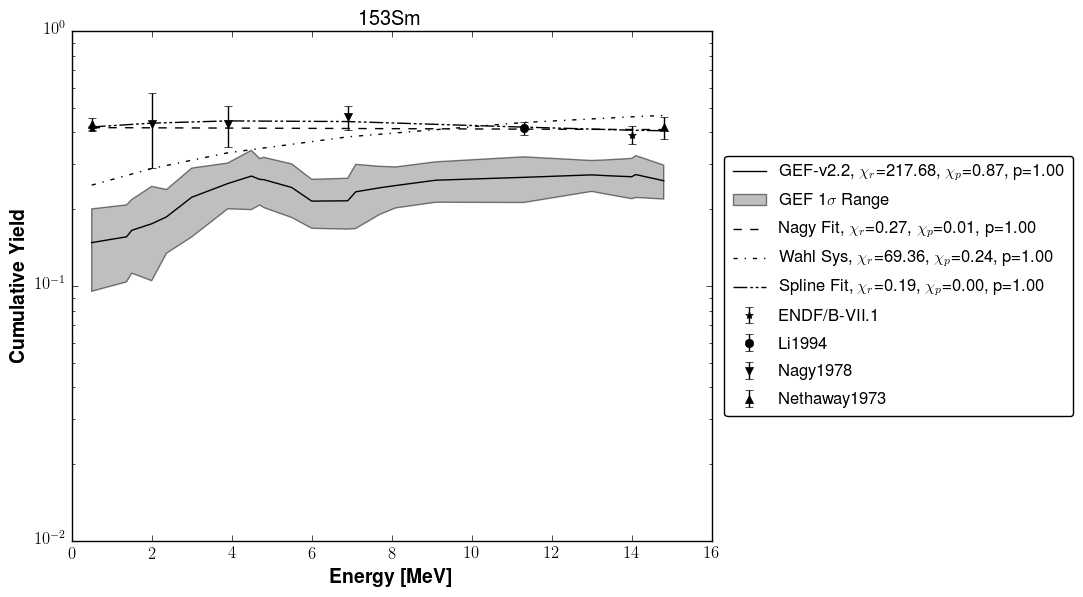 153Sm
10⁰
10⁻¹
10⁻²
Cumulative Yield
0 2 4 6 8 10 12 14 16
Energy [MeV]
GEF-v2.2, χᵣ=217.68, χₚ=0.87, p=1.00
GEF 1σ Range
Nagy Fit, χᵣ=0.27, χₚ=0.01, p=1.00
Wahl Sys, χᵣ=69.36, χₚ=0.24, p=1.00
Spline Fit, χᵣ=0.19, χₚ=0.00, p=1.00
ENDF/B-VII.1
Li1994
Nagy1978
Nethaway1973